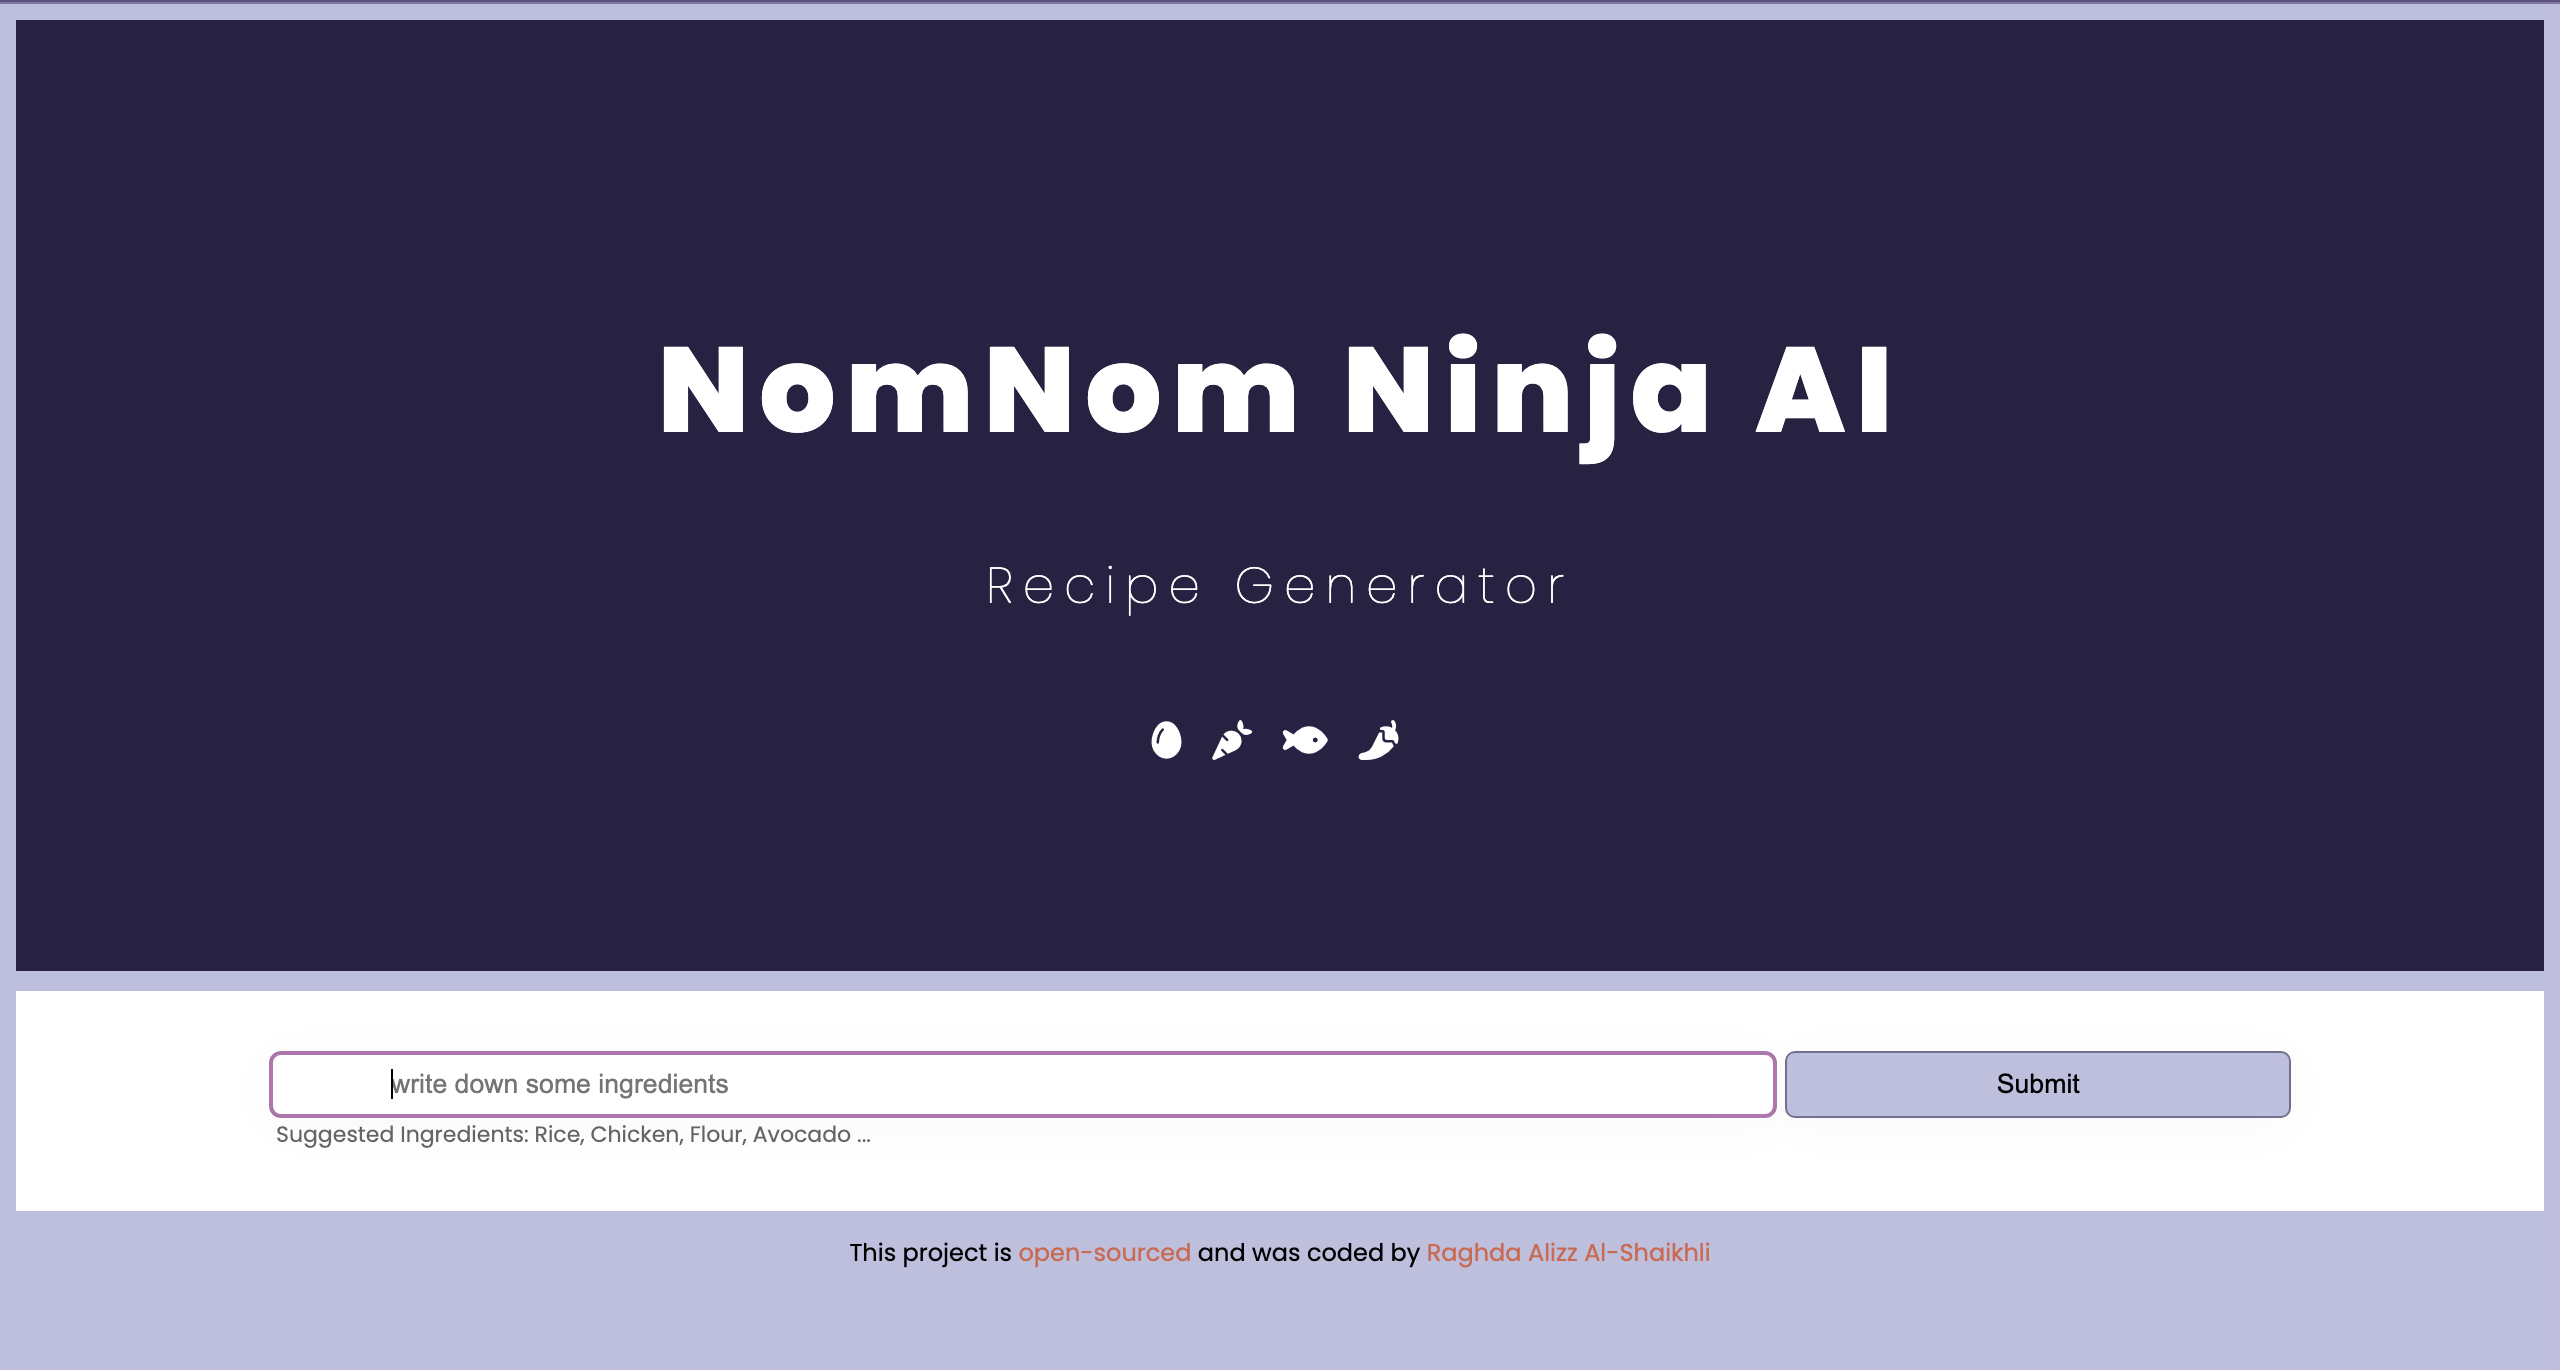 NomNom Ninja AI
Recipe Generator
write down some ingredients
Submit
Suggested Ingredients: Rice, Chicken, Flour, Avocado ...
This project is open-sourced and was coded by Raghda Alizz Al-Shaikhli